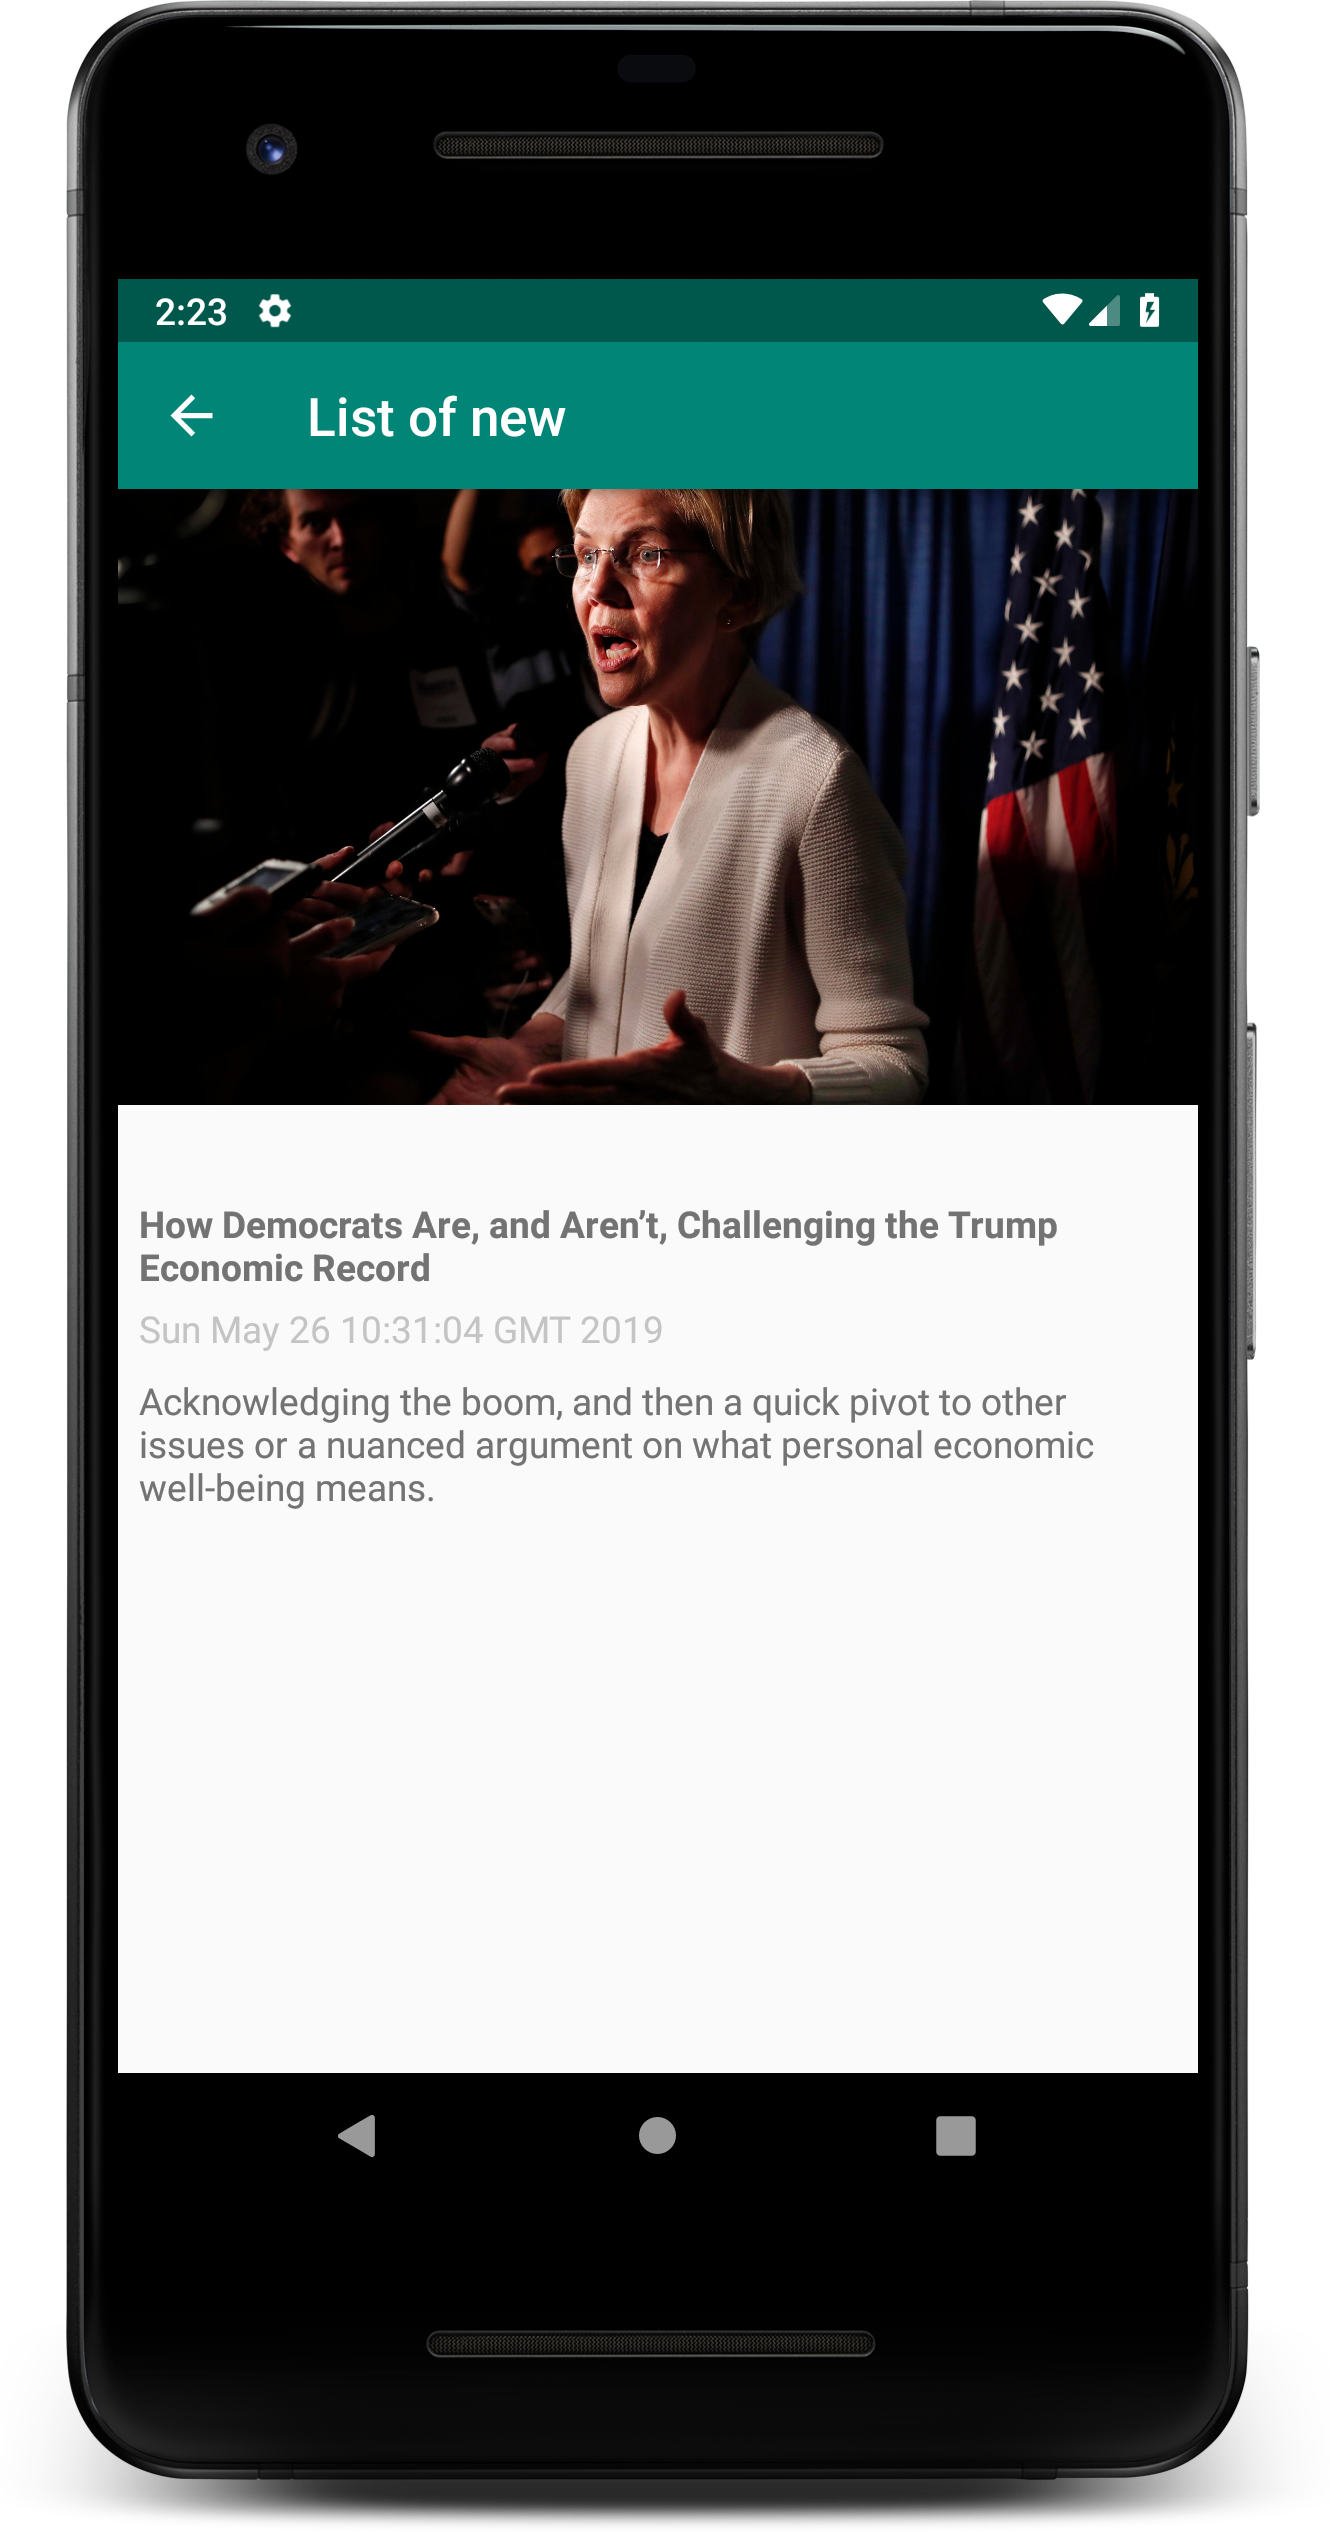 2:23
List of new
How Democrats Are, and Aren’t, Challenging the Trump
Economic Record
Sun May 26 10:31:04 GMT 2019
Acknowledging the boom, and then a quick pivot to other
issues or a nuanced argument on what personal economic
well-being means.